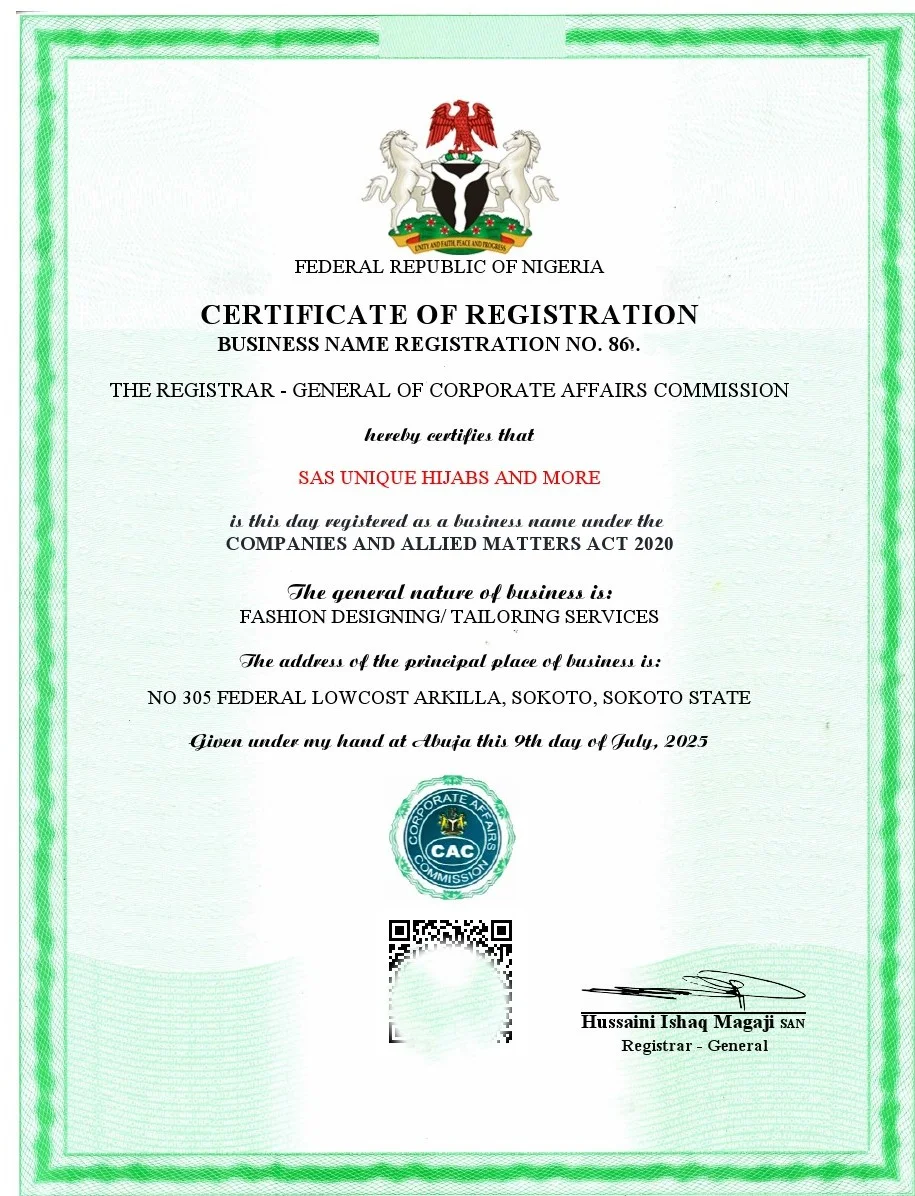 UNITY AND FAITH, PEACE AND PROGRESS
FEDERAL REPUBLIC OF NIGERIA
CERTIFICATE OF REGISTRATION
BUSINESS NAME REGISTRATION NO. 86
THE REGISTRAR - GENERAL OF CORPORATE AFFAIRS COMMISSION
hereby certifies that
SAS UNIQUE HIJABS AND MORE
is this day registered as a business name under the
COMPANIES AND ALLIED MATTERS ACT 2020
The general nature of business is:
FASHION DESIGNING/ TAILORING SERVICES
The address of the principal place of business is:
NO 305 FEDERAL LOWCOST ARKILLA, SOKOTO, SOKOTO STATE
Given under my hand at Abuja this 9th day of July, 2025
CORPORATE AFFAIRS
CAC
COMMISSION
Hussaini Ishaq Magaji SAN
Registrar - General